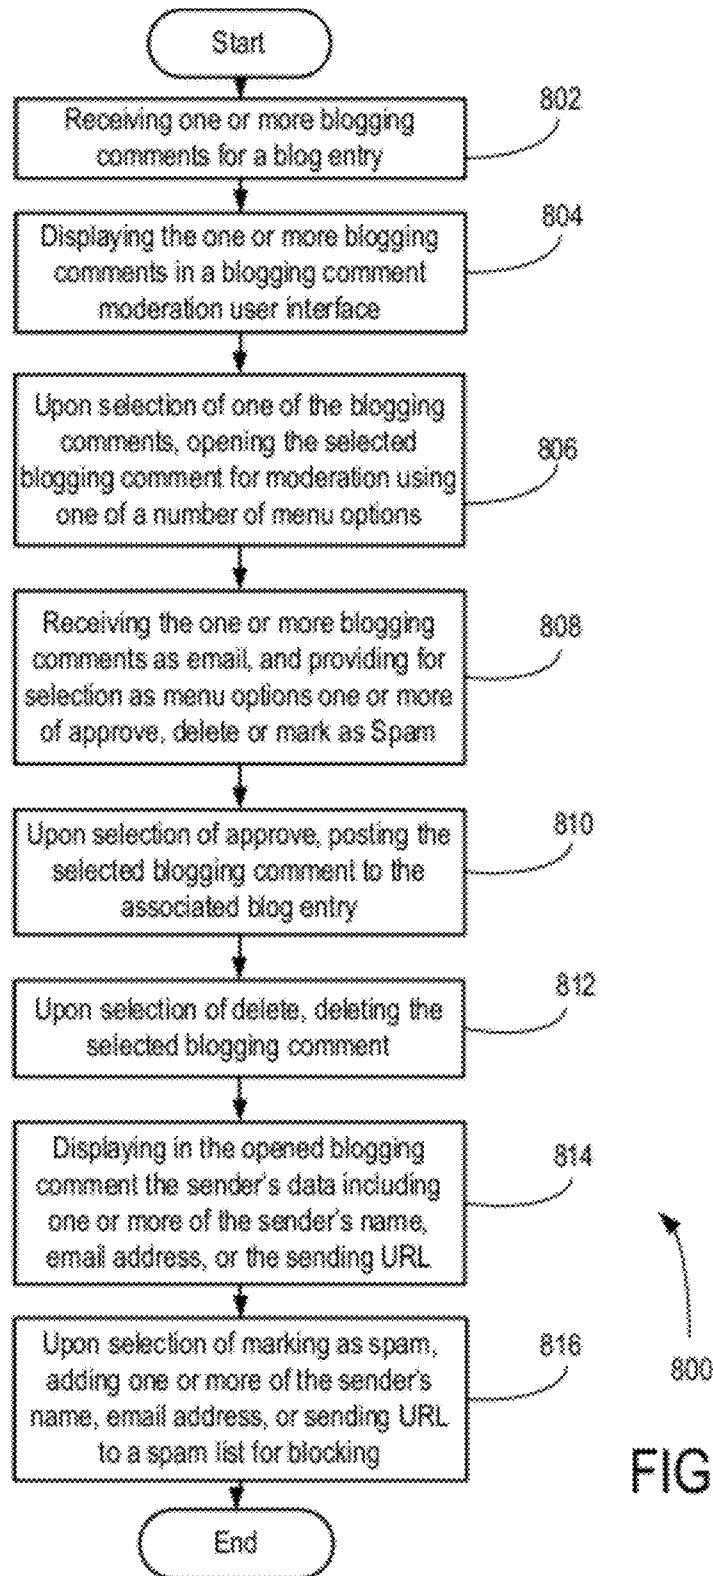 Start
Receiving one or more blogging
comments for a blog entry
802
Displaying the one or more blogging
comments in a blogging comment
moderation user interface
804
Upon selection of one of the blogging
comments, opening the selected
blogging comment for moderation using
one of a number of menu options
806
Receiving the one or more blogging
comments as email, and providing for
selection as menu options one or more
of approve, delete or mark as Spam
808
Upon selection of approve, posting the
selected blogging comment to the
associated blog entry
810
Upon selection of delete, deleting the
selected blogging comment
812
Displaying in the opened blogging
comment the sender's data including
one or more of the sender's name,
email address, or the sending URL
814
Upon selection of marking as spam,
adding one or more of the sender's
name, email address, or sending URL
to a spam list for blocking
816
800
FIG
End